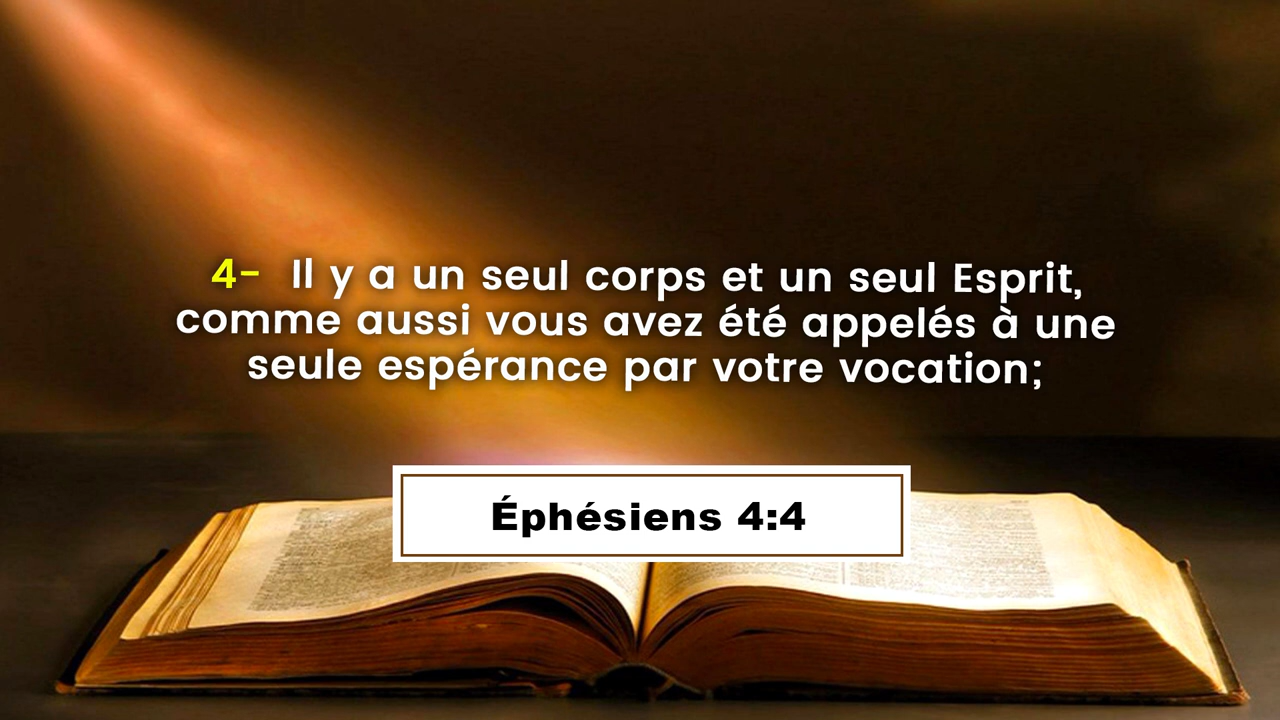 4- Il y a un seul corps et un seul Esprit,
comme aussi vous avez été appelés à une
seule espérance par votre vocation;
Éphésiens 4:4